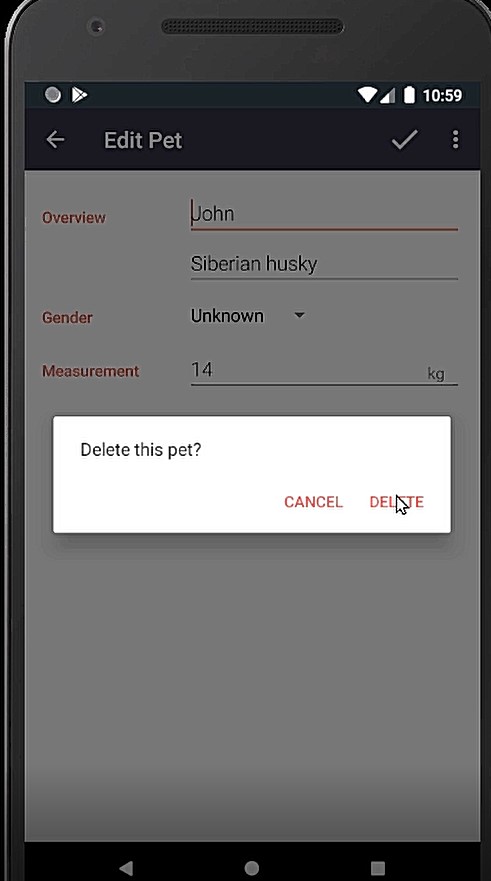 10:59
Edit Pet
Overview
John
Siberian husky
Gender
Unknown
Measurement
14
kg
Delete this pet?
CANCEL DELETE